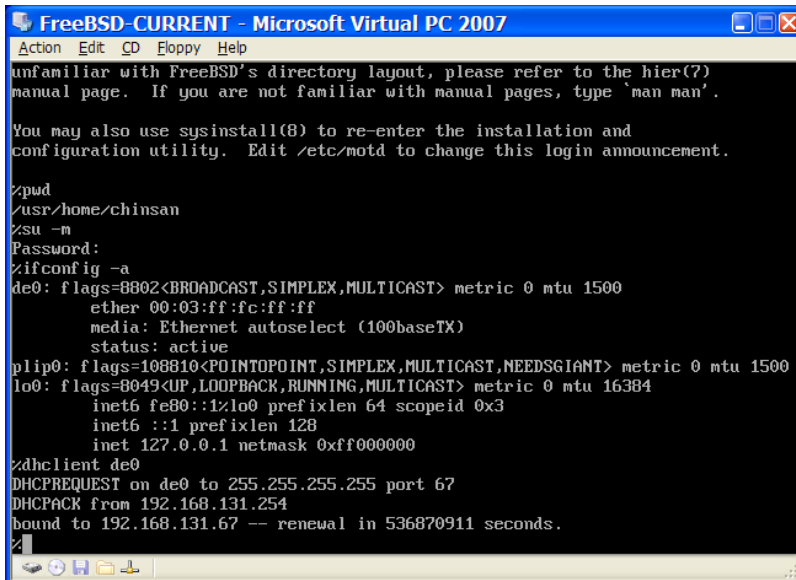 FreeBSD-CURRENT - Microsoft Virtual PC 2007
Action Edit CD Floppy Help
unfamiliar with FreeBSD's directory layout, please refer to the hier(7)
manual page.  If you are not familiar with manual pages, type `man man'.
You may also use sysinstall(8) to re-enter the installation and
configuration utility.  Edit /etc/motd to change this login announcement.
%pwd
/usr/home/chinsan
%su -m
Password:
%ifconfig -a
de0: flags=8802<BROADCAST,SIMPLEX,MULTICAST> metric 0 mtu 1500
ether 00:03:ff:fc:ff:ff
media: Ethernet autoselect (100baseTX)
status: active
plip0: flags=108810<POINTOPOINT,SIMPLEX,MULTICAST,NEEDSGIANT> metric 0 mtu 1500
lo0: flags=8049<UP,LOOPBACK,RUNNING,MULTICAST> metric 0 mtu 16384
inet6 fe80::1%lo0 prefixlen 64 scopeid 0x3
inet6 ::1 prefixlen 128
inet 127.0.0.1 netmask 0xff000000
%dhclient de0
DHCPREQUEST on de0 to 255.255.255.255 port 67
DHCPACK from 192.168.131.254
bound to 192.168.131.67 -- renewal in 536870911 seconds.
%